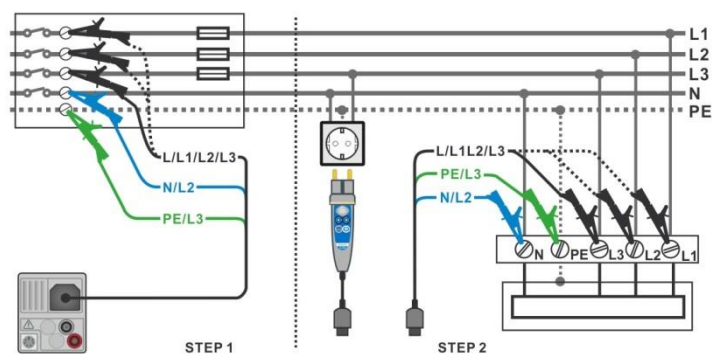 L1
L2
L3
N
PE
L/L1/L2/L3
N/L2
PE/L3
L/L1L2/L3
PE/L3
N/L2
N PE L3 L2 L1
STEP 1
STEP 2